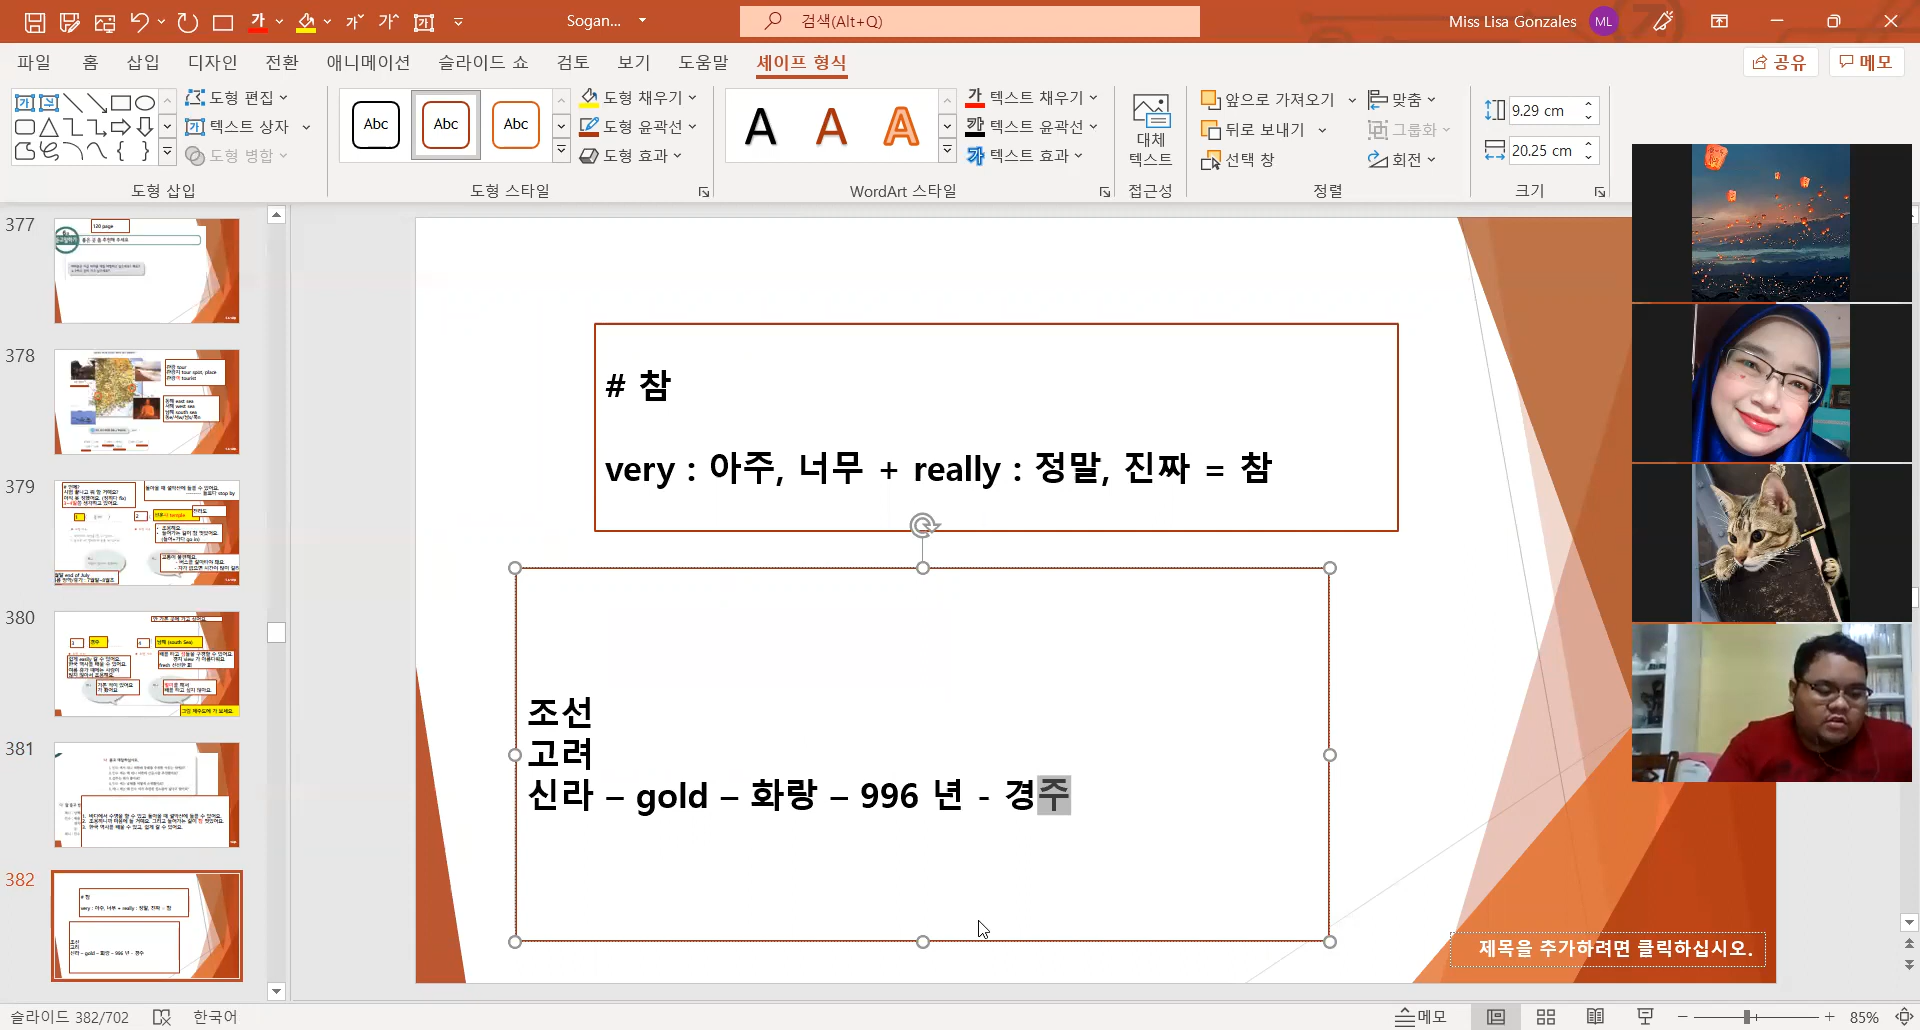 Sogan...
검색(Alt+Q)
Miss Lisa Gonzales
ML
파일 홈 삽입 디자인 전환 애니메이션 슬라이드 쇼 검토 보기 도움말 셰이프 형식
공유
메모
도형 편집
텍스트 상자
도형 병합
도형 삽입
Abc Abc Abc
도형 채우기
도형 윤곽선
도형 효과
도형 스타일
A A A
텍스트 채우기
텍스트 윤곽선
텍스트 효과
WordArt 스타일
대체
텍스트
접근성
앞으로 가져오기
뒤로 보내기
선택 창
맞춤
그룹화
회전
정렬
9.29 cm
20.25 cm
크기
377
120 page
378
379
380
381
382
# 참
very : 아주, 너무 + really : 정말, 진짜 = 참
조선
고려
신라 – gold – 화랑 – 996 년 - 경주
제목을 추가하려면 클릭하십시오.
슬라이드 382/702
한국어
메모
85%